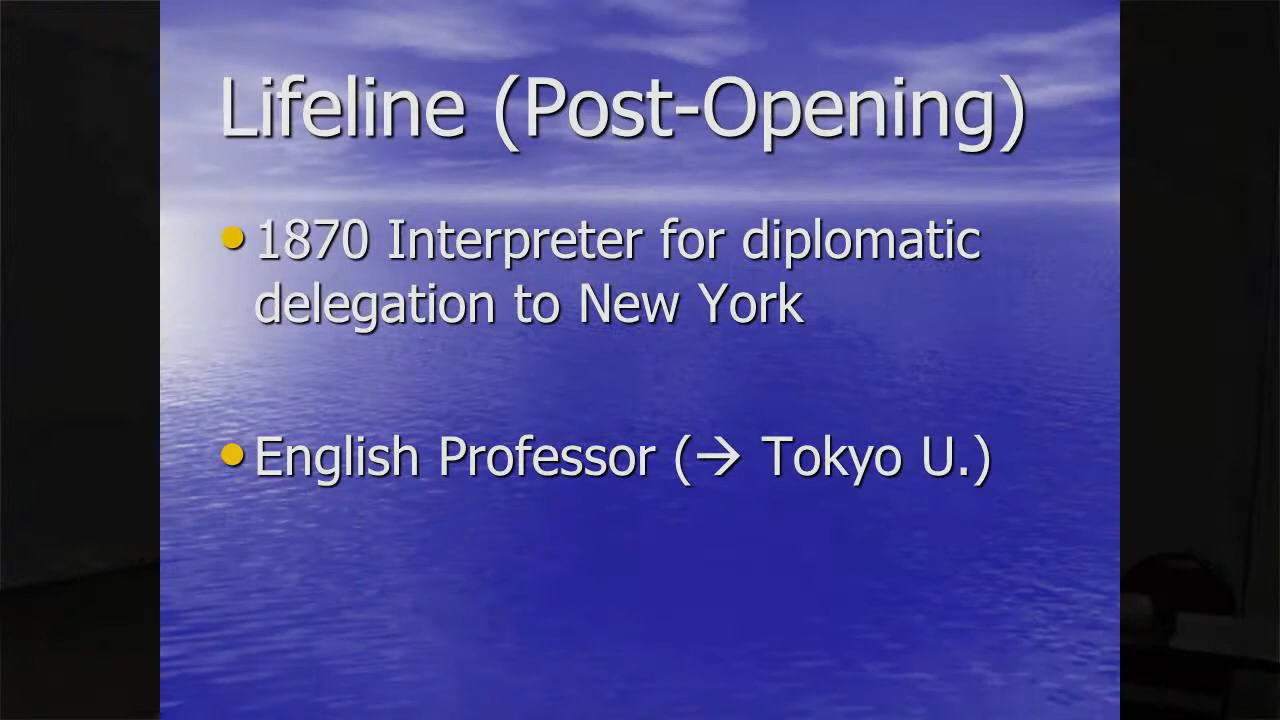 Lifeline (Post-Opening)
• 1870 Interpreter for diplomatic
delegation to New York
• English Professor (→ Tokyo U.)